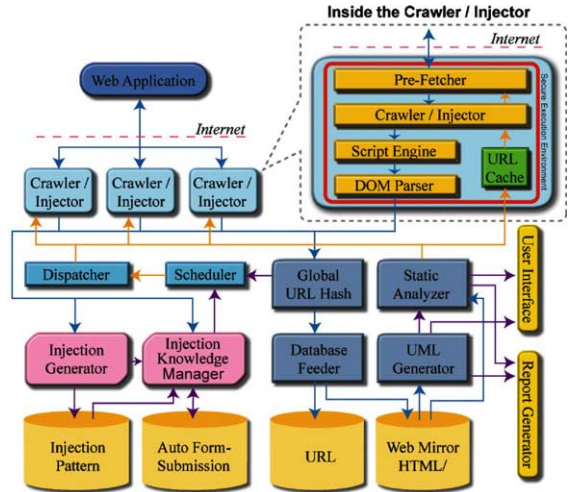 Inside the Crawler / Injector
Internet
Web Application
Pre-Fetcher
Crawler / Injector
Script Engine
DOM Parser
URL
Cache
Secure Execution Environment
Internet
Crawler /
Injector
Crawler /
Injector
Crawler /
Injector
Dispatcher
Scheduler
Global
URL Hash
Static
Analyzer
User Interface
Injection
Generator
Injection
Knowledge
Manager
Database
Feeder
UML
Generator
Report Generator
Injection
Pattern
Auto Form-
Submission
URL
Web Mirror
HTML/